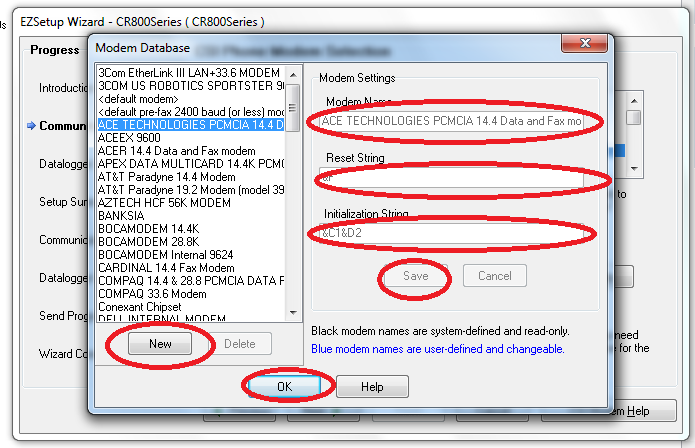 ds
EZSetup Wizard - CR800Series ( CR800Series )
Progress
Introductio
Commun
Datalogge
Setup Sum
Communic
Datalogge
Send Prog
Wizard Co
Modem Database
3Com EtherLink III LAN+33.6 MODEM
3COM US ROBOTICS SPORTSTER 9
<default modem>
<default pre-fax 2400 baud (or less) mod
ACE TECHNOLOGIES PCMCIA 14.4 D
ACEEX 9600
ACER 14.4 Data and Fax modem
APEX DATA MULTICARD 14.4K PCMC
AT&T Paradyne 14.4 Modem
AT&T Paradyne 19.2 Modem (model 39
AZTECH HCF 56K MODEM
BANKSIA
BOCAMODEM 14.4K
BOCAMODEM 28.8K
BOCAMODEM Internal 9624
CARDINAL 14.4 Fax Modem
COMPAQ 14.4 & 28.8 PCMCIA DATA F
COMPAQ 33.6 Modem
Conexant Chipset
DELL INTERNAL MODEM
New
Delete
Modem Settings
Modem Name
ACE TECHNOLOGIES PCMCIA 14.4 Data and Fax mo
Reset String
&F
Initialization String
&C1&D2
Save
Cancel
Black modem names are system-defined and read-only.
Blue modem names are user-defined and changeable.
OK
Help
to
need
for the
Help